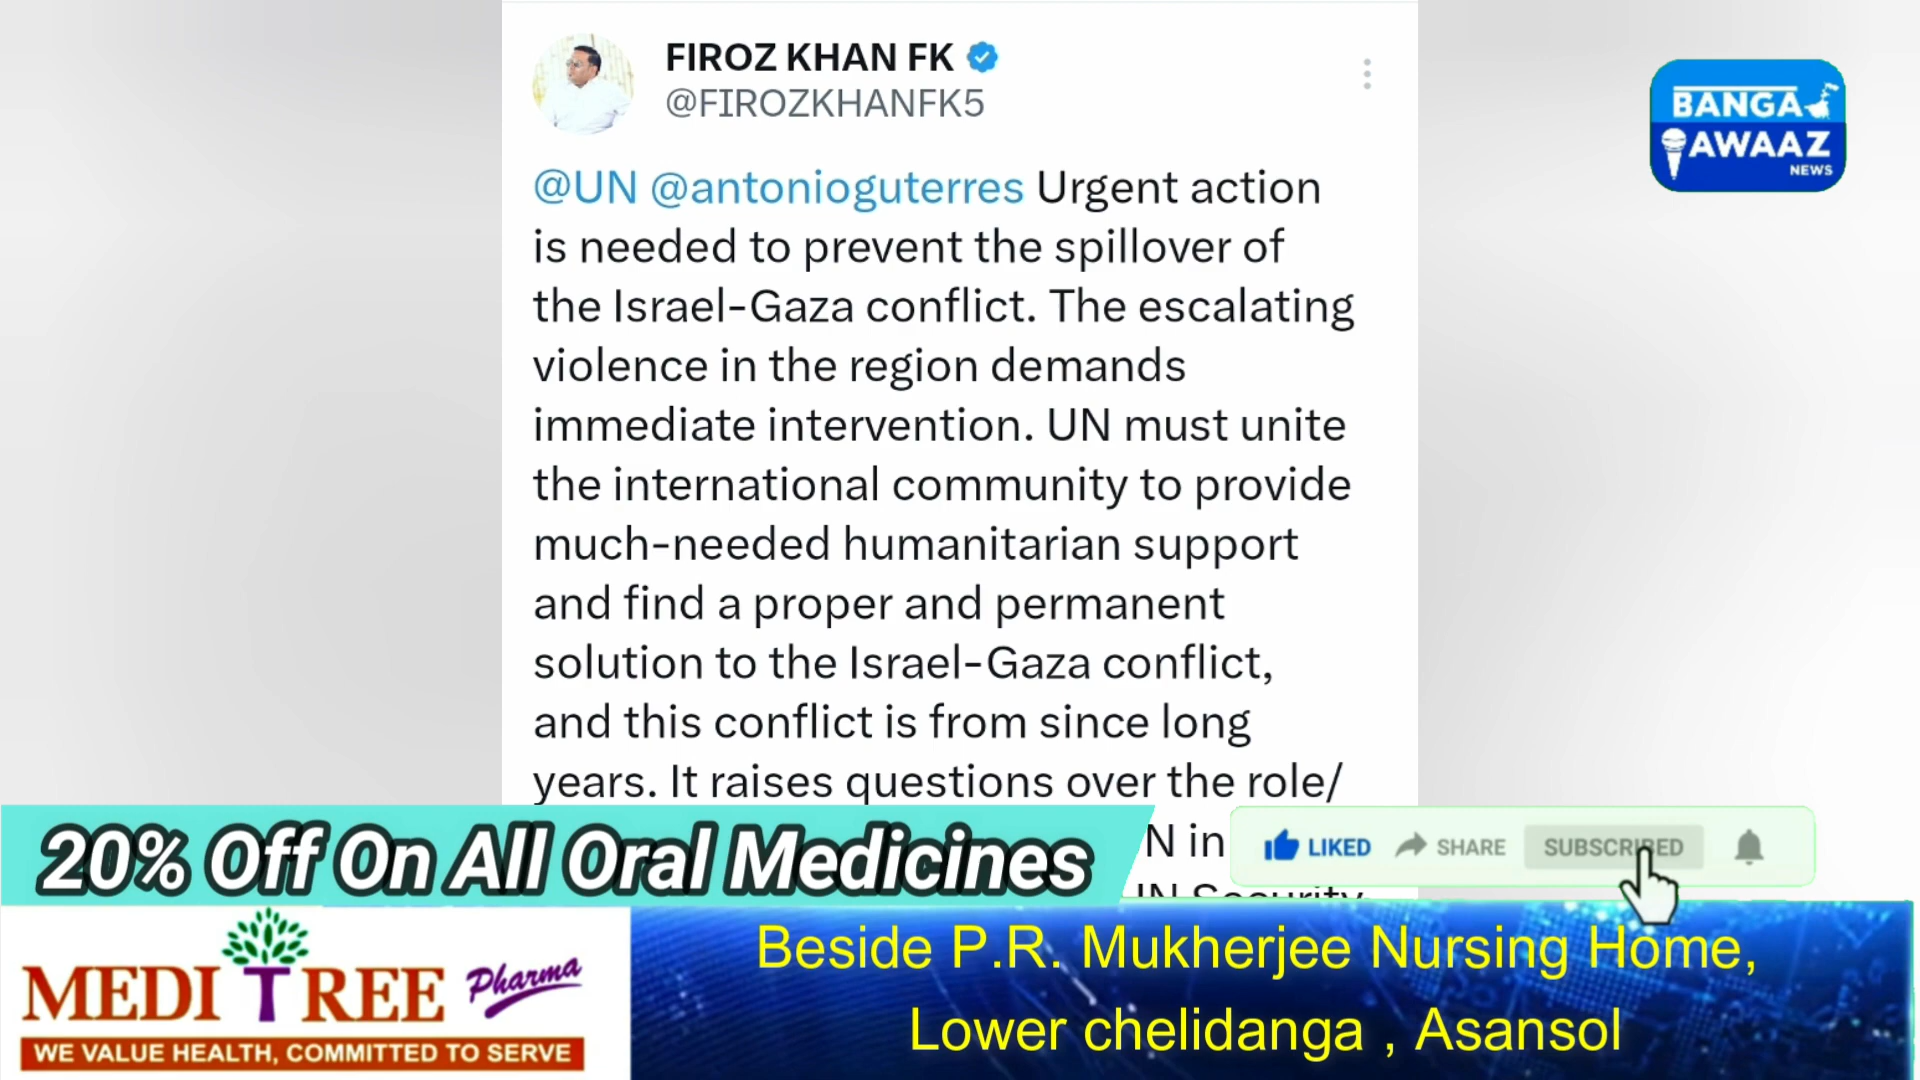 FIROZ KHAN FK
@FIROZKHANFK5
BANGA
AWAAZ
NEWS
@UN @antonioguterres Urgent action
is needed to prevent the spillover of
the Israel-Gaza conflict. The escalating
violence in the region demands
immediate intervention. UN must unite
the international community to provide
much-needed humanitarian support
and find a proper and permanent
solution to the Israel-Gaza conflict,
and this conflict is from since long
years. It raises questions over the role/
N in
UN Security
20% Off On All Oral Medicines
LIKED SHARE SUBSCRIBED
MEDI TREE Pharma
WE VALUE HEALTH, COMMITTED TO SERVE
Beside P.R. Mukherjee Nursing Home,
Lower chelidanga , Asansol